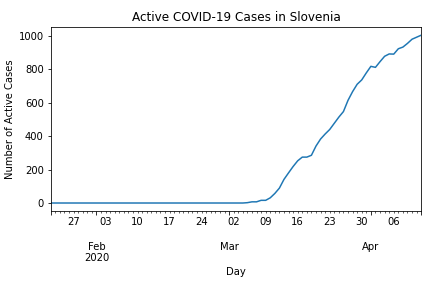 Active COVID-19 Cases in Slovenia
Number of Active Cases
1000
800
600
400
200
0
27 03 10 17 24 02 09 16 23 30 06
Feb Mar Apr
2020
Day